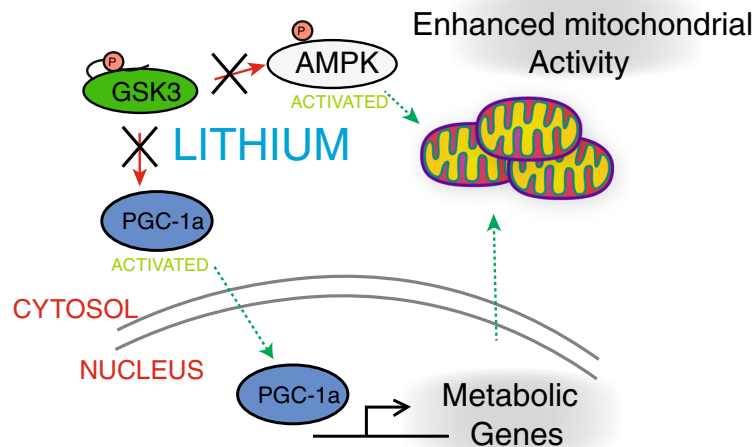 Enhanced mitochondrial
Activity
P
P
AMPK
GSK3
ACTIVATED
LITHIUM
PGC-1a
ACTIVATED
CYTOSOL
NUCLEUS
PGC-1a
Metabolic
Genes